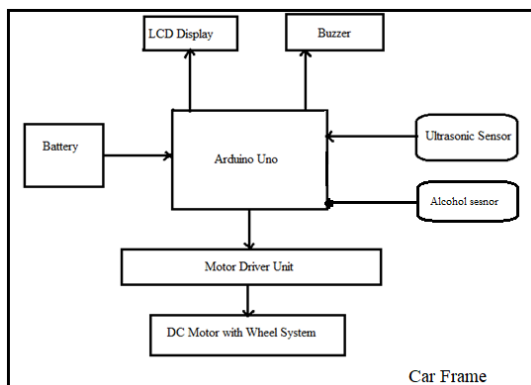 LCD Display
Buzzer
Battery
Arduino Uno
Ultrasonic Sensor
Alcohol sesnor
Motor Driver Unit
DC Motor with Wheel System
Car Frame